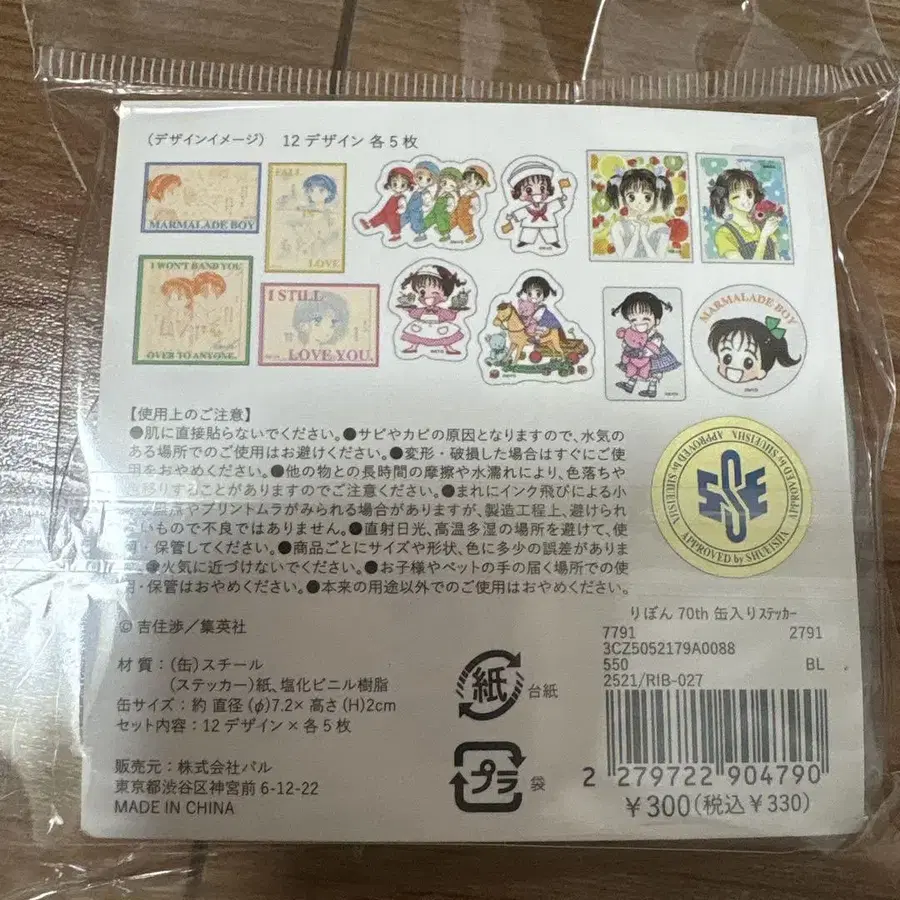 (デザインイメージ) 12デザイン 各5枚
MARMALADE BOY
FALL
LOVE
I WON'T HAND YOU
OVER TO ANYONE.
I STILL
LOVE YOU.
MARMALADE BOY
【使用上のご注意】
●肌に直接貼らないでください。●サビやカビの原因となりますので、水気の
ある場所でのご使用はお避けください。●変形・破損した場合はすぐにご使
用をおやめください。●他の物との長時間の摩擦や水濡れにより、色落ちや
色移りすることがありますのでご注意ください。●まれにインク飛びによる小
やプリントムラがみられる場合がありますが、製造工程上、避けられ
ないもので不良ではありません。●直射日光、高温多湿の場所を避けて、使
用・保管してください。●商品ごとにサイズや形状、色に多少の誤差がありま
●火気に近づけないでください。●お子様やペットの手の届く場所での使
用・保管はおやめください。●本来の用途以外でのご使用はおやめください。
APPROVED by SHUEISHA
APPROVED by SHUEISHA
© 吉住渉／集英社
材 質：(缶)スチール
(ステッカー)紙、塩化ビニル樹脂
缶サイズ：約 直径(φ)7.2× 高さ(H)2cm
セット内容：12デザイン×各5枚
販売元：株式会社パル
東京都渋谷区神宮前6-12-22
MADE IN CHINA
紙 台紙
プラ 袋
りぼん 70th 缶入りステッカー
7791 2791
3CZ5052179A0088
550 BL
2521/RIB-027
2 279722 904790
¥300(税込¥330)